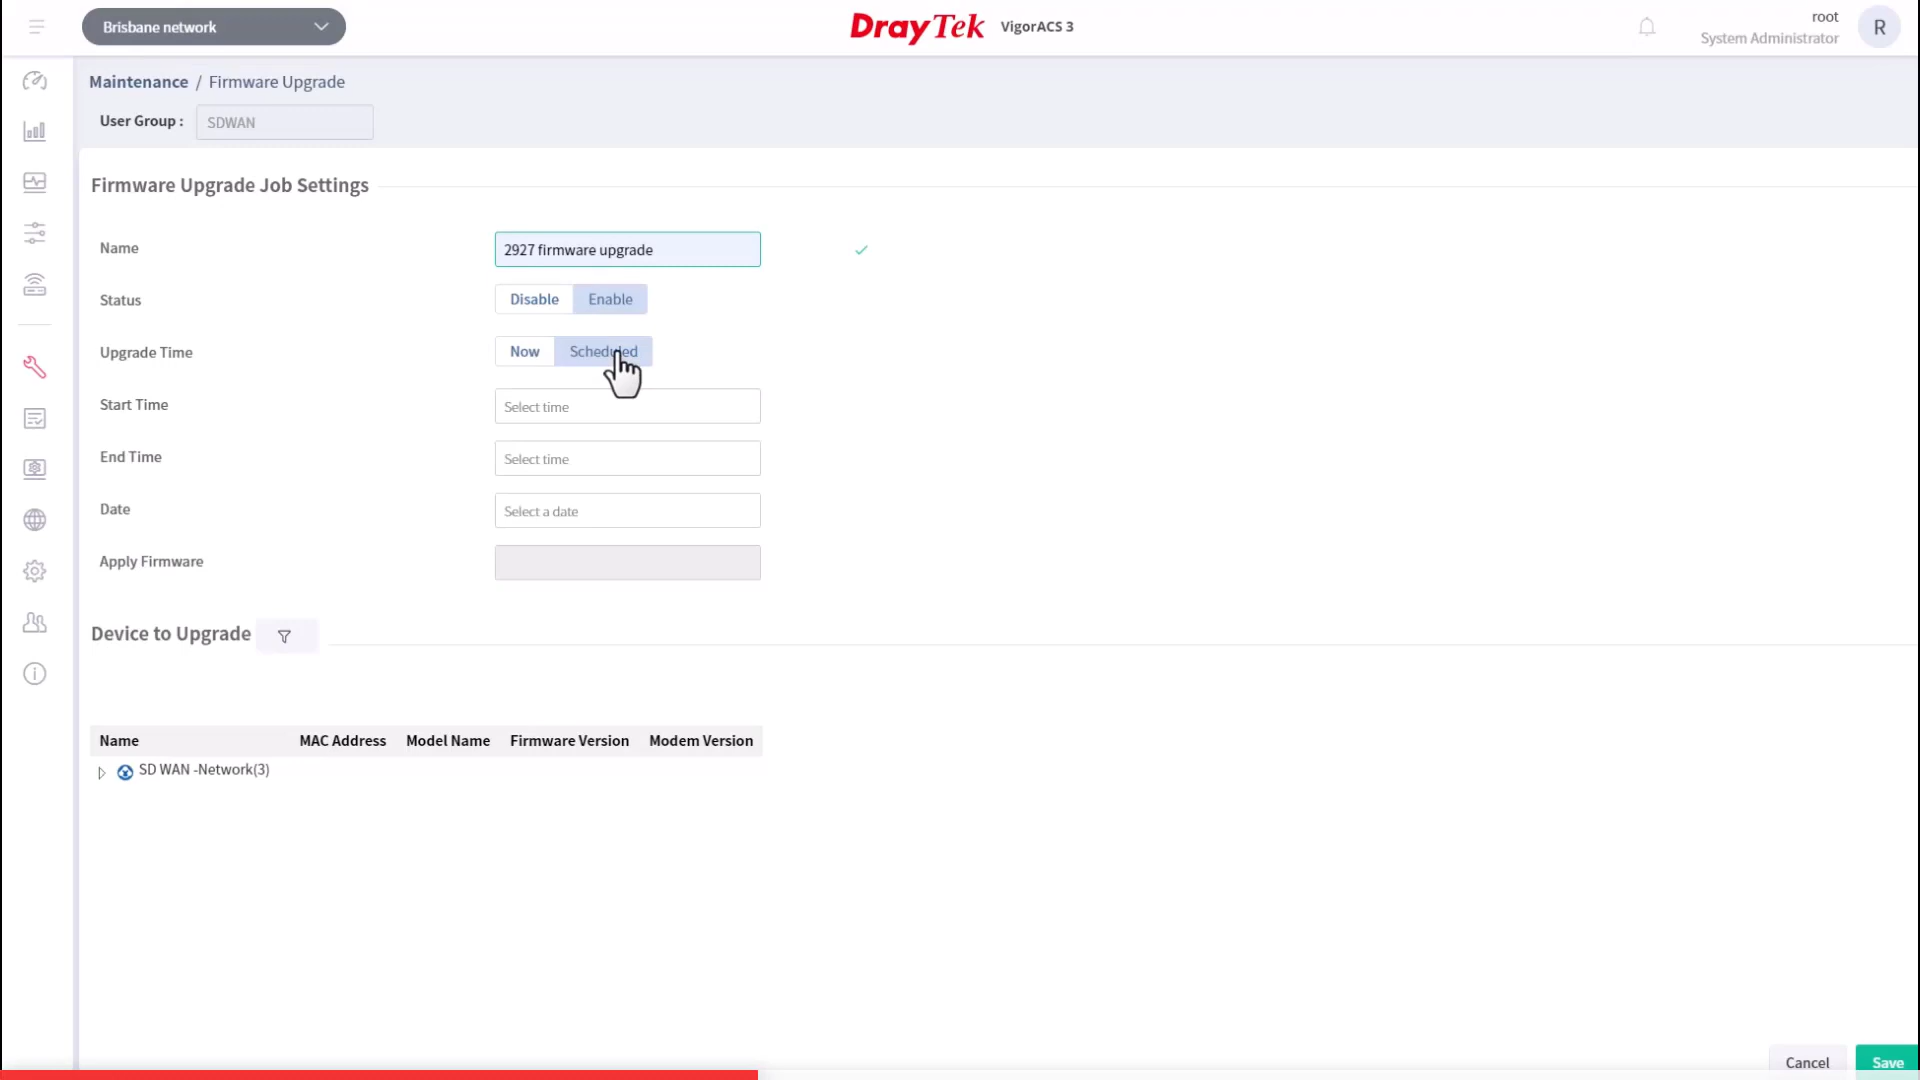 Brisbane network
DrayTek VigorACS 3
root
System Administrator
R
Maintenance / Firmware Upgrade
User Group : SDWAN
Firmware Upgrade Job Settings
Name 2927 firmware upgrade
Status Disable Enable
Upgrade Time Now Scheduled
Start Time Select time
End Time Select time
Date Select a date
Apply Firmware
Device to Upgrade
Name MAC Address Model Name Firmware Version Modem Version
SD WAN -Network(3)
Cancel Save